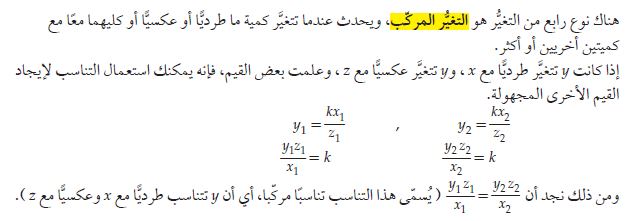 هناك نوع رابع من التغيُّر هو التغيُّر المركّب، ويحدث عندما تتغيَّر كمية ما طرديًّا أو عكسيًّا أو كليهما معًا مع
كميتين أخريين أو أكثر.
إذا كانت y تتغيَّر طرديًّا مع x ، وy تتغير عكسيًّا مع z ، وعلمت بعض القيم، فإنه يمكنك استعمال التناسب لإيجاد
القيم الأخرى المجهولة.
y₁ = kx₁/z₁ , y₂ = kx₂/z₂
y₁z₁/x₁ = k y₂z₂/x₂ = k
ومن ذلك نجد أن y₁z₁/x₁ = y₂z₂/x₂ ( يُسمّى هذا التناسب تناسبًا مركّبا، أي أن y تتناسب طرديًّا مع x وعكسيًّا مع z ).